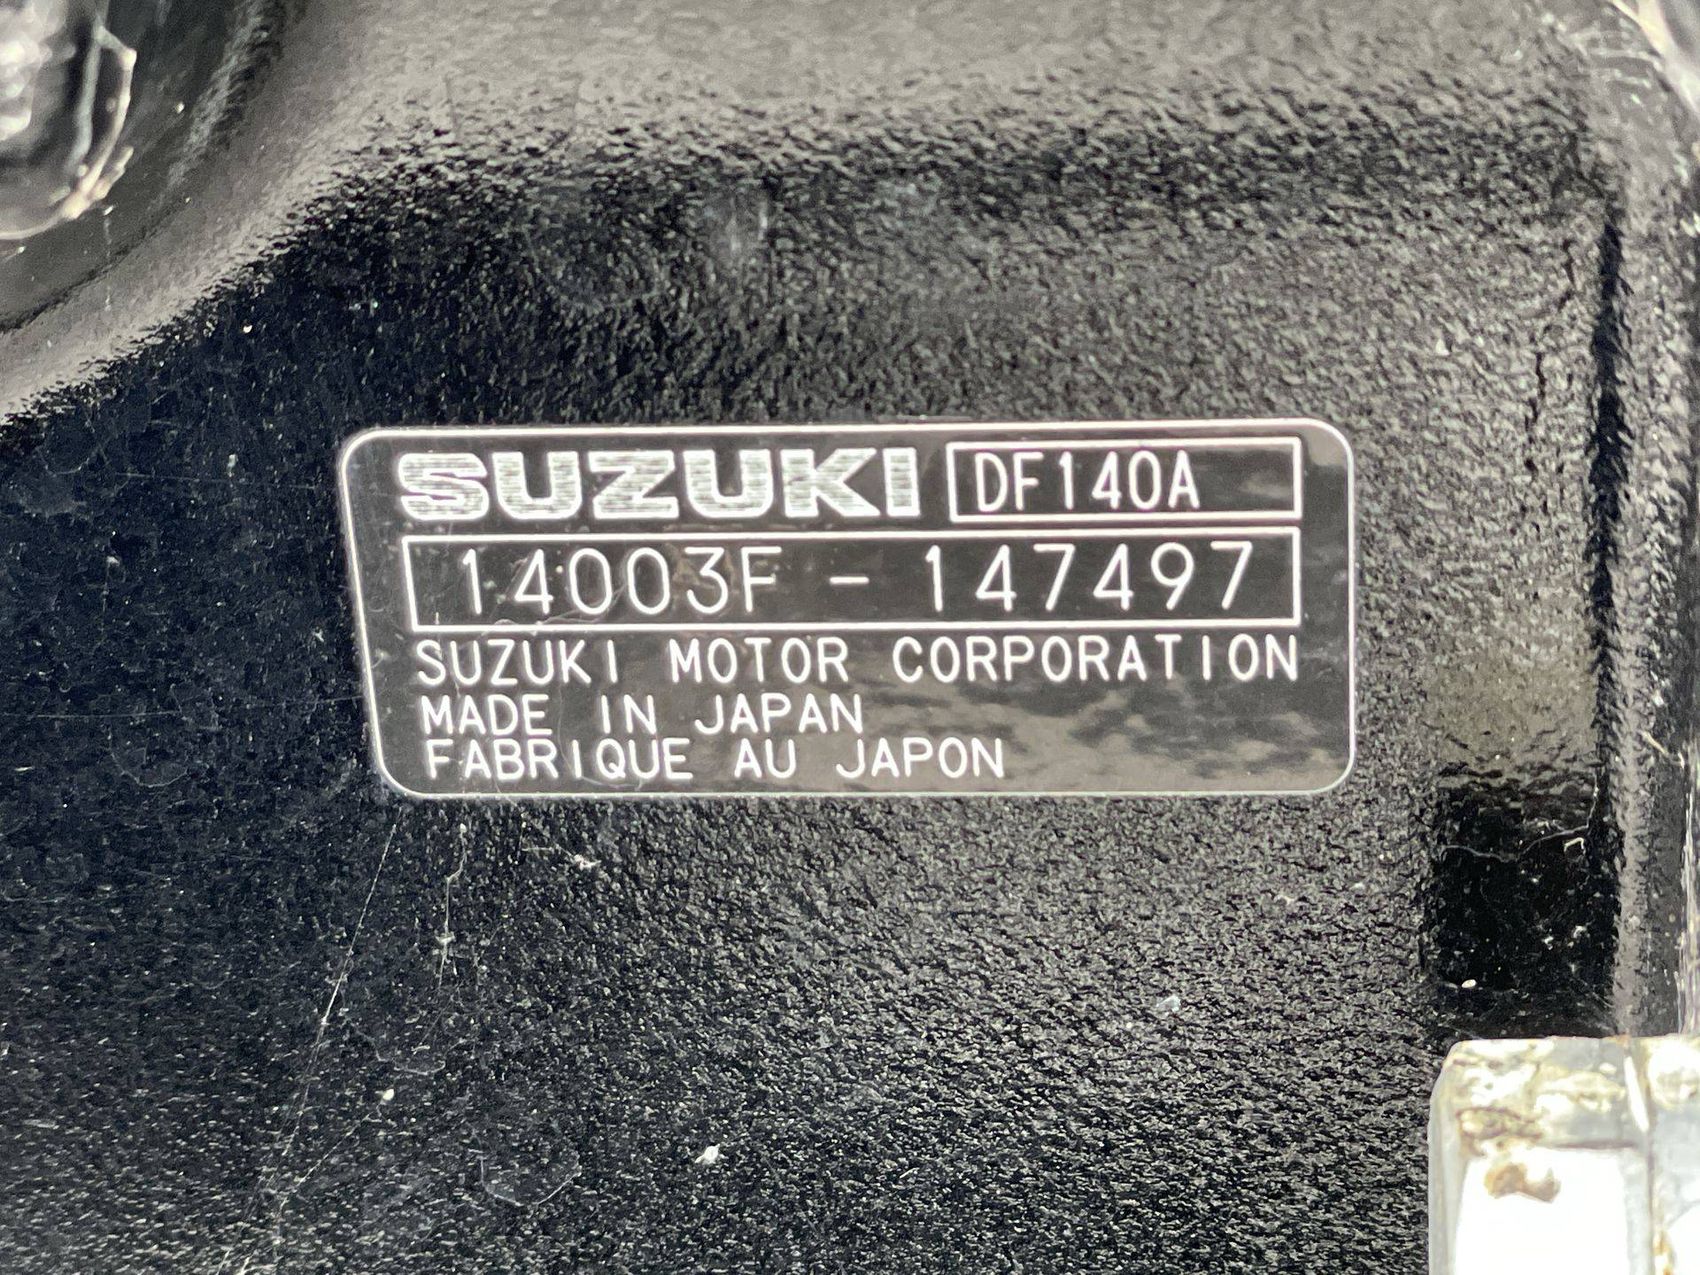 SUZUKI DF140A
14003F - 147497
SUZUKI MOTOR CORPORATION
MADE IN JAPAN
FABRIQUE AU JAPON